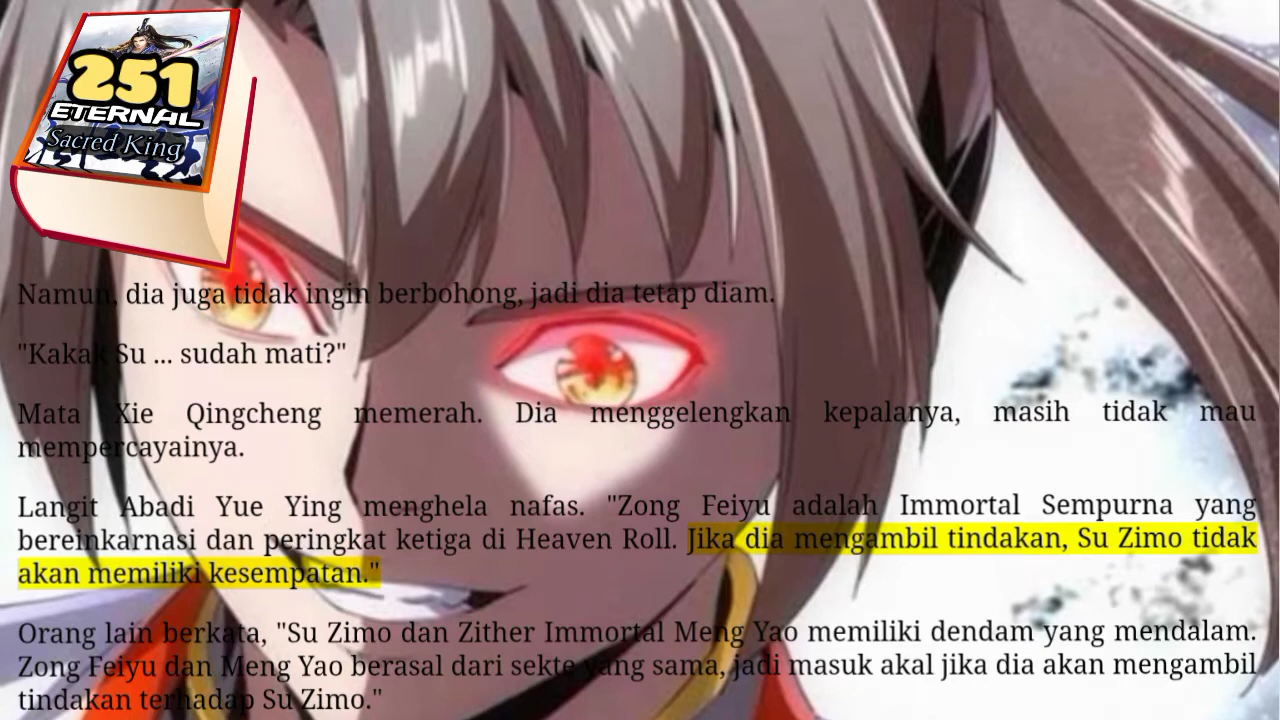 251
ETERNAL
Sacred King
Namun, dia juga tidak ingin berbohong, jadi dia tetap diam.
"Kakak Su ... sudah mati?"
Mata Xie Qingcheng memerah. Dia menggelengkan kepalanya, masih tidak mau
mempercayainya.
Langit Abadi Yue Ying menghela nafas. "Zong Feiyu adalah Immortal Sempurna yang
bereinkarnasi dan peringkat ketiga di Heaven Roll. Jika dia mengambil tindakan, Su Zimo tidak
akan memiliki kesempatan."
Orang lain berkata, "Su Zimo dan Zither Immortal Meng Yao memiliki dendam yang mendalam.
Zong Feiyu dan Meng Yao berasal dari sekte yang sama, jadi masuk akal jika dia akan mengambil
tindakan terhadap Su Zimo."